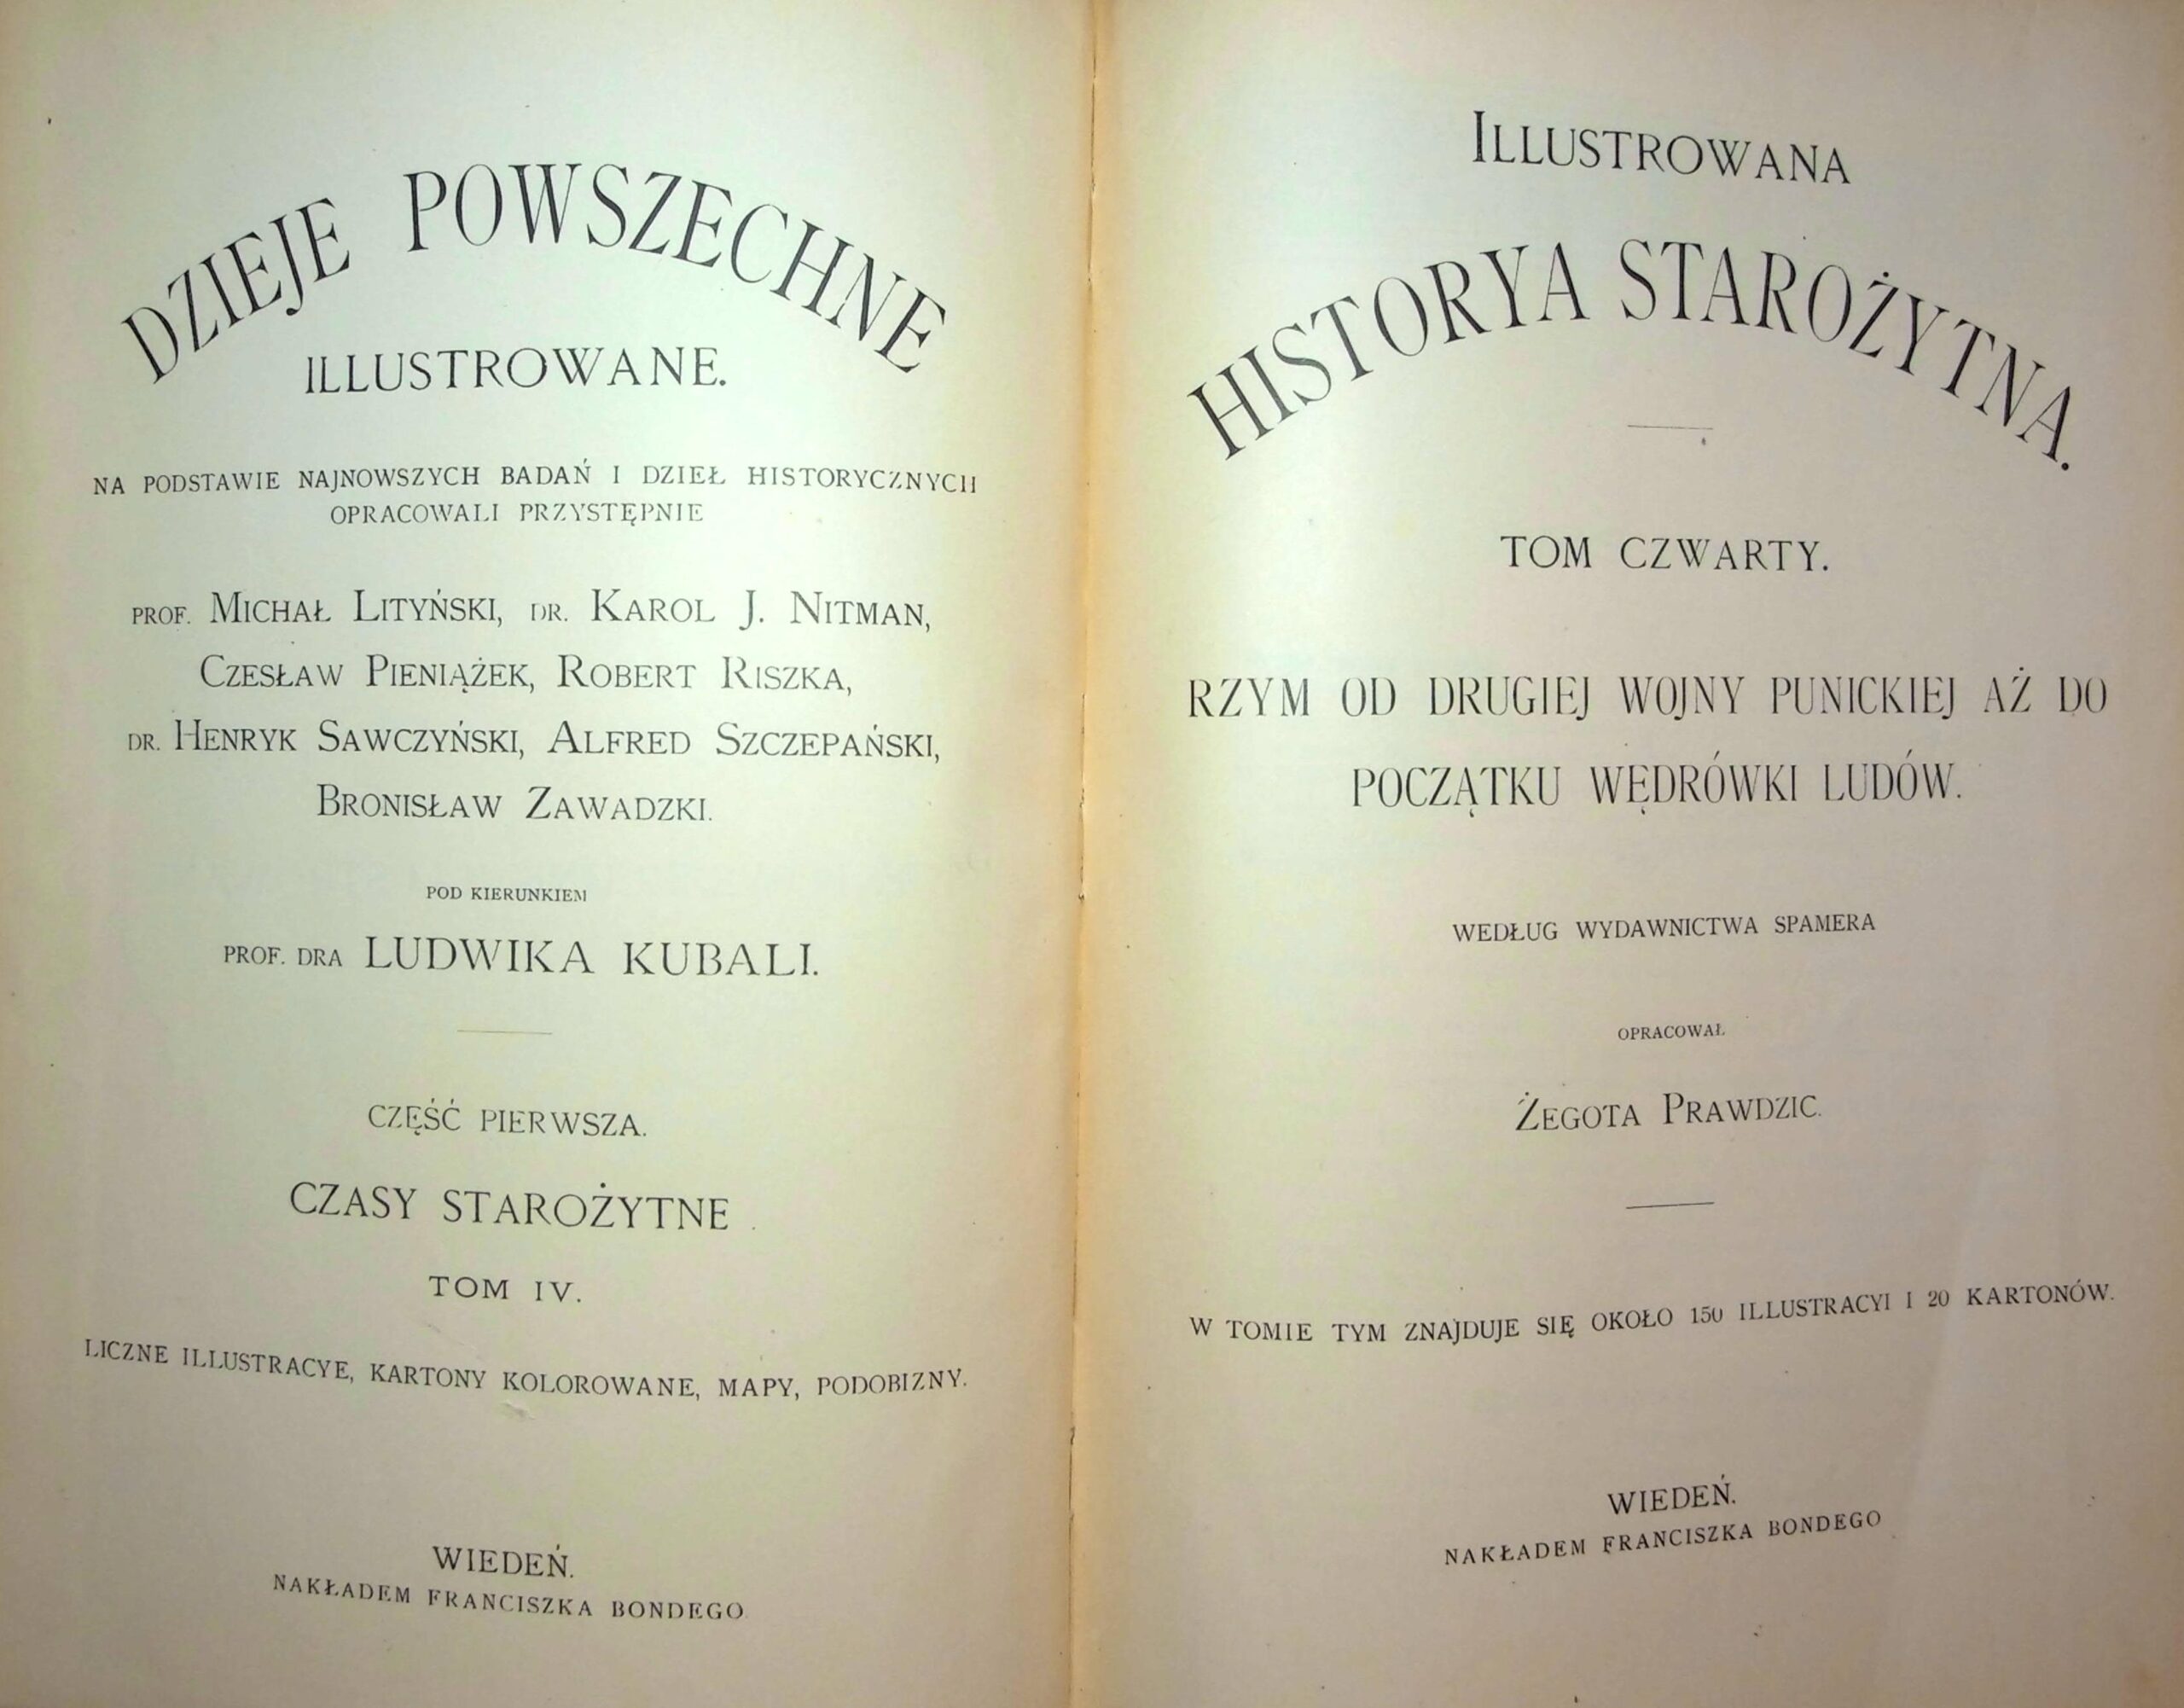 DZIEJE POWSZECHNE
ILLUSTROWANE.
NA PODSTAWIE NAJNOWSZYCH BADAŃ I DZIEŁ HISTORYCZNYCH
OPRACOWALI PRZYSTĘPNIE
PROF. MICHAŁ LITYŃSKI, DR. KAROL J. NITMAN,
CZESŁAW PIENIĄŻEK, ROBERT RISZKA,
DR. HENRYK SAWCZYŃSKI, ALFRED SZCZEPAŃSKI,
BRONISŁAW ZAWADZKI.
POD KIERUNKIEM
PROF. DRA LUDWIKA KUBALI.
CZĘŚĆ PIERWSZA.
CZASY STAROŻYTNE.
TOM IV.
LICZNE ILLUSTRACYE, KARTONY KOLOROWANE, MAPY, PODOBIZNY.
WIEDEŃ.
NAKŁADEM FRANCISZKA BONDEGO
ILLUSTROWANA
HISTORYA STAROŻYTNA.
TOM CZWARTY.
RZYM OD DRUGIEJ WOJNY PUNICKIEJ AŻ DO
POCZĄTKU WĘDRÓWKI LUDÓW.
WEDŁUG WYDAWNICTWA SPAMERA
OPRACOWAŁ
ŻEGOTA PRAWDZIC.
W TOMIE TYM ZNAJDUJE SIĘ OKOŁO 150 ILLUSTRACYI I 20 KARTONÓW.
WIEDEŃ.
NAKŁADEM FRANCISZKA BONDEGO